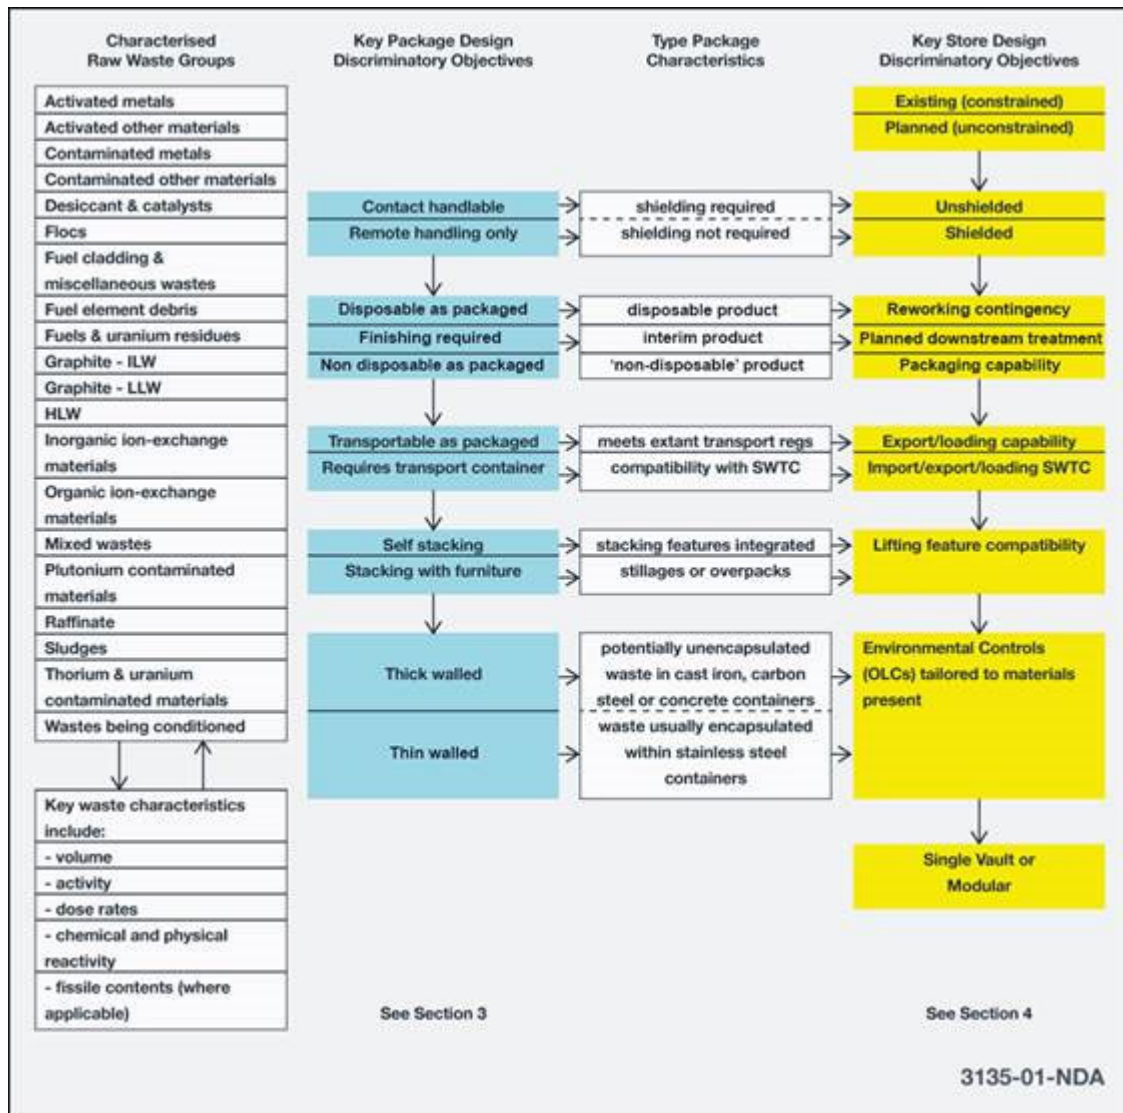 Characterised
Raw Waste Groups
Activated metals
Activated other materials
Contaminated metals
Contaminated other materials
Desiccant & catalysts
Flocs
Fuel cladding &
miscellaneous wastes
Fuel element debris
Fuels & uranium residues
Graphite - ILW
Graphite - LLW
HLW
Inorganic ion-exchange
materials
Organic ion-exchange
materials
Mixed wastes
Plutonium contaminated
materials
Raffinate
Sludges
Thorium & uranium
contaminated materials
Wastes being conditioned
Key waste characteristics
include:
- volume
- activity
- dose rates
- chemical and physical
reactivity
- fissile contents (where
applicable)
Key Package Design
Discriminatory Objectives
Contact handlable
Remote handling only
Disposable as packaged
Finishing required
Non disposable as packaged
Transportable as packaged
Requires transport container
Self stacking
Stacking with furniture
Thick walled
Thin walled
See Section 3
Type Package
Characteristics
shielding required
shielding not required
disposable product
interim product
‘non-disposable’ product
meets extant transport regs
compatibility with SWTC
stacking features integrated
stillages or overpacks
potentially unencapsulated
waste in cast iron, carbon
steel or concrete containers
waste usually encapsulated
within stainless steel
containers
Key Store Design
Discriminatory Objectives
Existing (constrained)
Planned (unconstrained)
Unshielded
Shielded
Reworking contingency
Planned downstream treatment
Packaging capability
Export/loading capability
Import/export/loading SWTC
Lifting feature compatibility
Environmental Controls
(OLCs) tailored to materials
present
Single Vault or
Modular
See Section 4
3135-01-NDA